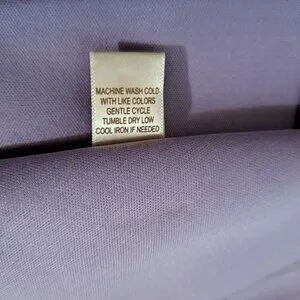 MACHINE WASH COLD
WITH LIKE COLORS
GENTLE CYCLE
TUMBLE DRY LOW
COOL IRON IF NEEDED